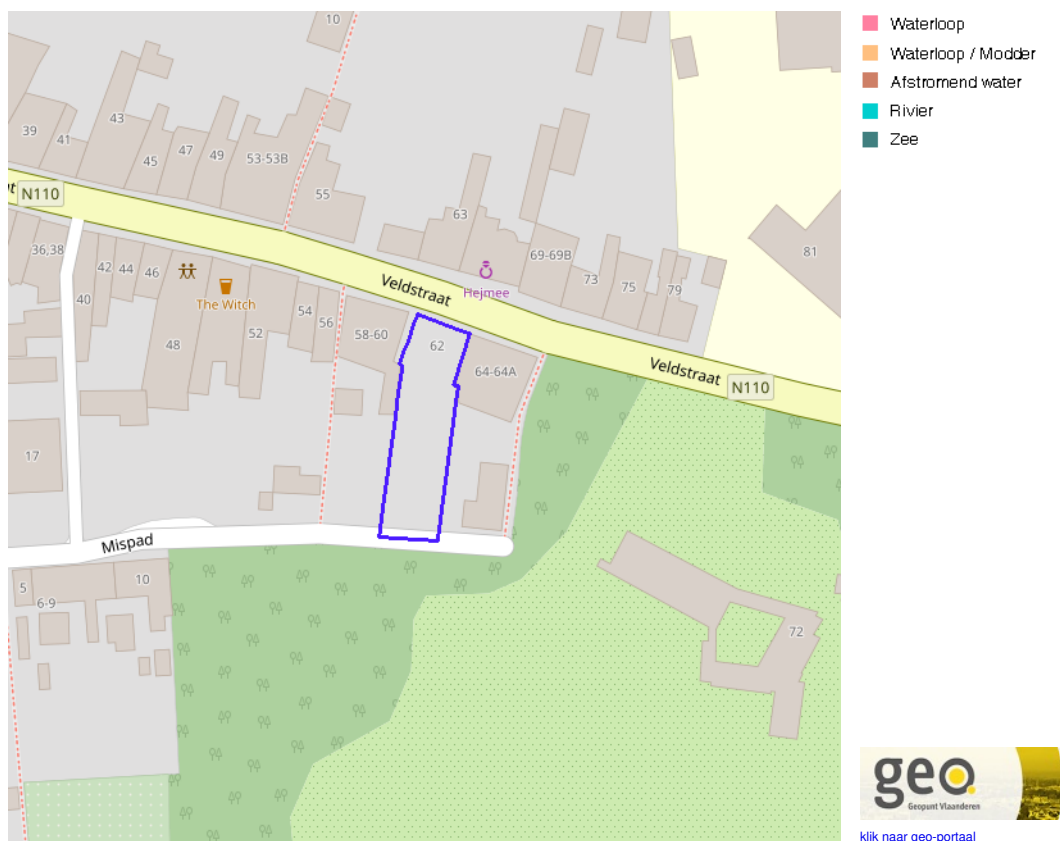 10
39
41
43
45
47
49
53-53B
55
63
69-69B
73
75
79
81
N110
36,38
40
42
44
46
The Witch
48
52
54
56
58-60
62
64-64A
Veldstraat
Hejmee
Veldstraat
N110
17
Mispad
5
6-9
10
72
Waterloop
Waterloop / Modder
Afstromend water
Rivier
Zee
geo
Geopunt Vlaanderen
klik naar geo-portaal